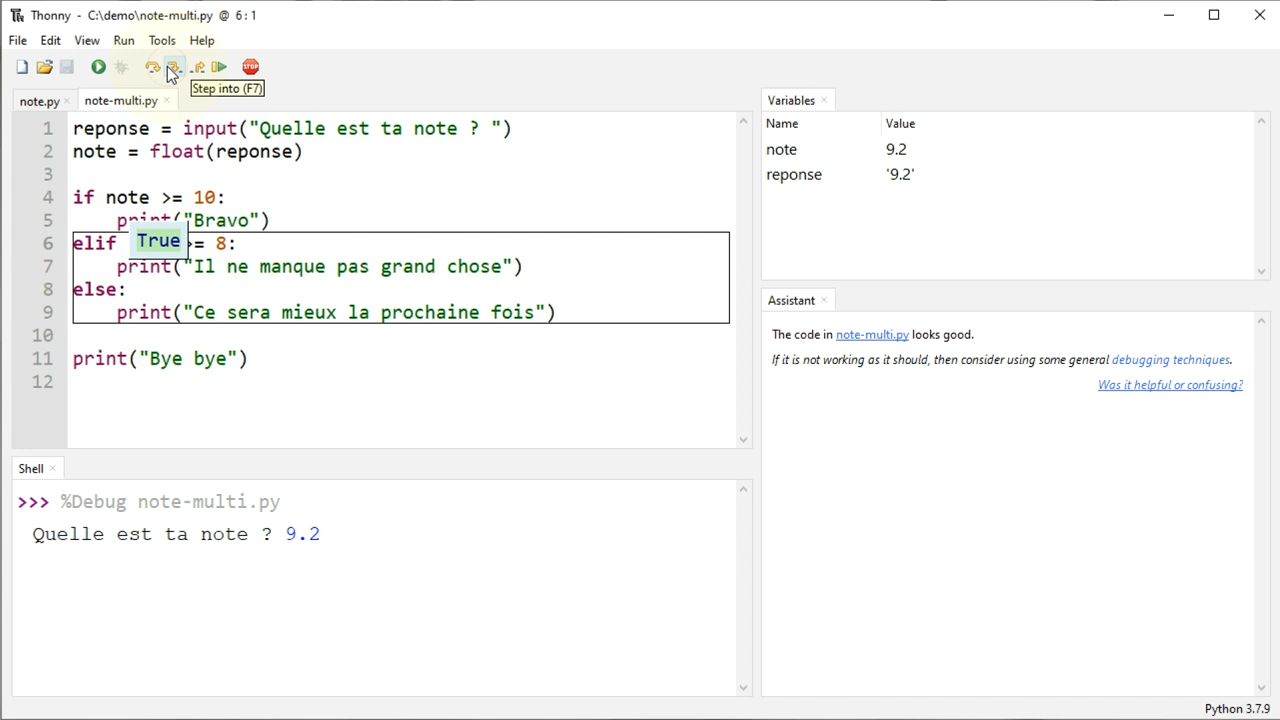 Thonny - C:\demo\note-multi.py @ 6 : 1
File Edit View Run Tools Help
Step into (F7)
note.py
note-multi.py
1 reponse = input("Quelle est ta note ? ")
2 note = float(reponse)
3
4 if note >= 10:
5 print("Bravo")
6 elif True >= 8:
7 print("Il ne manque pas grand chose")
8 else:
9 print("Ce sera mieux la prochaine fois")
10
11 print("Bye bye")
12
Shell
>>> %Debug note-multi.py
Quelle est ta note ? 9.2
Variables
Name Value
note 9.2
reponse '9.2'
Assistant
The code in note-multi.py looks good.
If it is not working as it should, then consider using some general debugging techniques.
Was it helpful or confusing?
Python 3.7.9